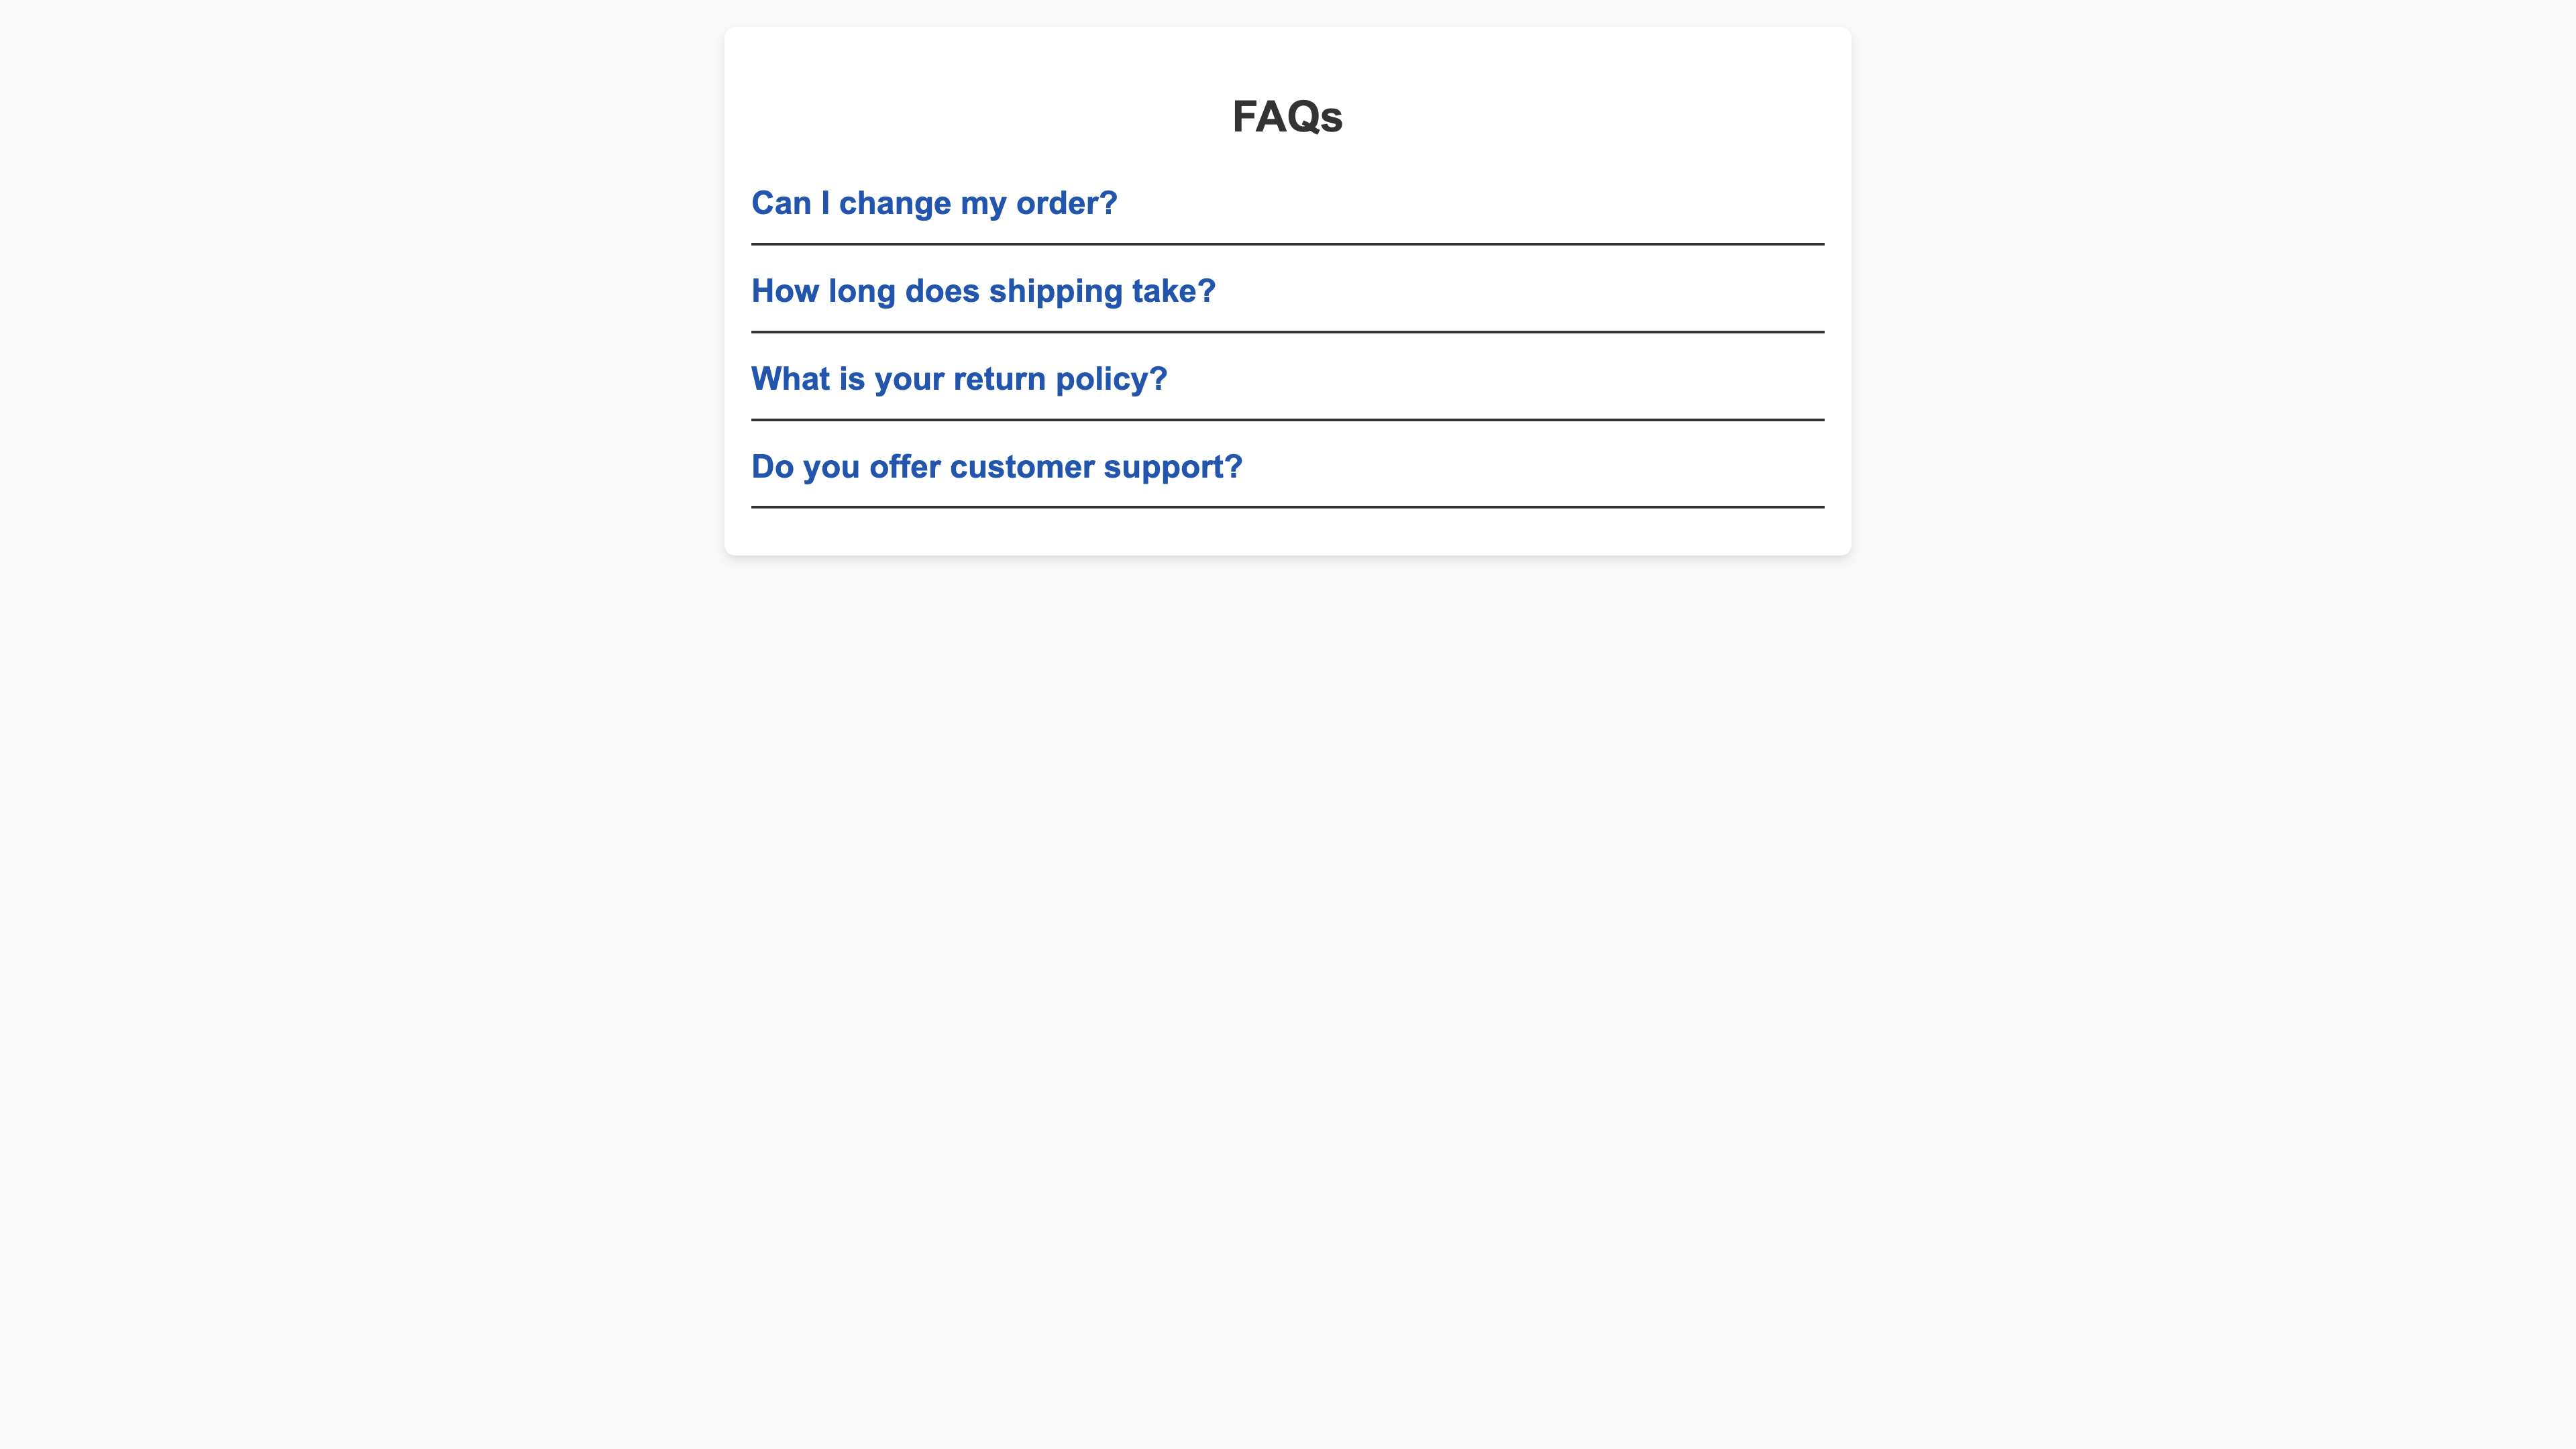 FAQs
Can I change my order?
How long does shipping take?
What is your return policy?
Do you offer customer support?